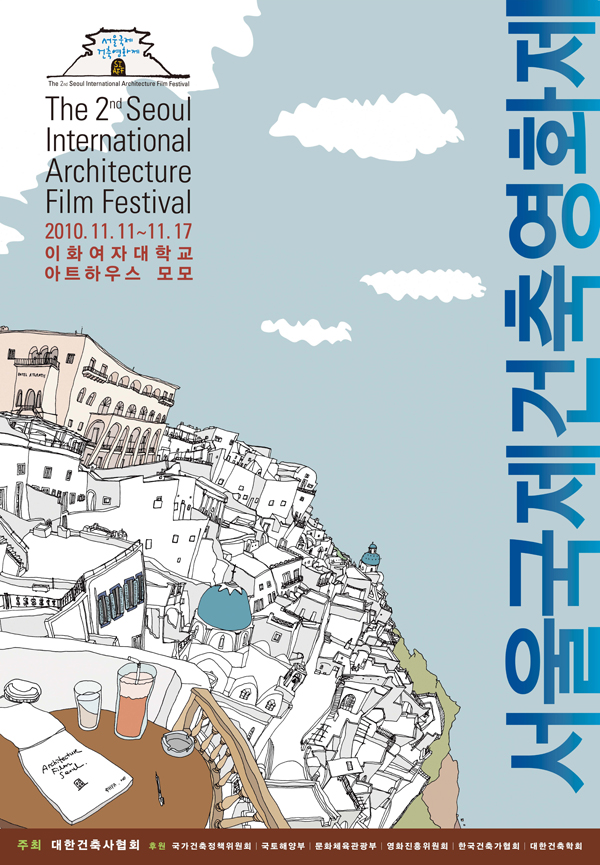 서울국제
건축영화제
SI
AFF
The 2nd Seoul International Architecture Film Festival
The 2nd Seoul
International
Architecture
Film Festival
2010. 11. 11~11. 17
이화여자대학교
아트하우스 모모
서울국제건축영화제
HOTEL ATLANTIS
Architecture
Film
Seoul.
주최 대한건축사협회 후원 국가건축정책위원회 | 국토해양부 | 문화체육관광부 | 영화진흥위원회 | 한국건축가협회 | 대한건축학회